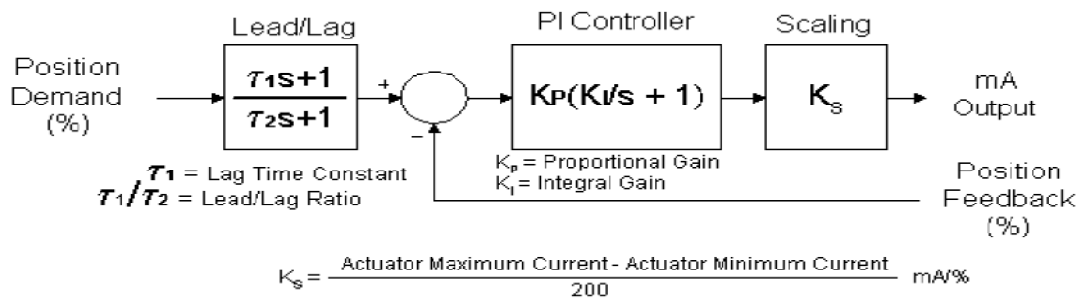 Lead/Lag
PI Controller
Scaling
Position
Demand
(%)
τ1s+1
τ2s+1
+
−
KP(KI/s + 1)
Ks
mA
Output
τ1 = Lag Time Constant
τ1/τ2 = Lead/Lag Ratio
Kp = Proportional Gain
KI = Integral Gain
Position
Feedback
(%)
Ks = Actuator Maximum Current - Actuator Minimum Current mA/%
200